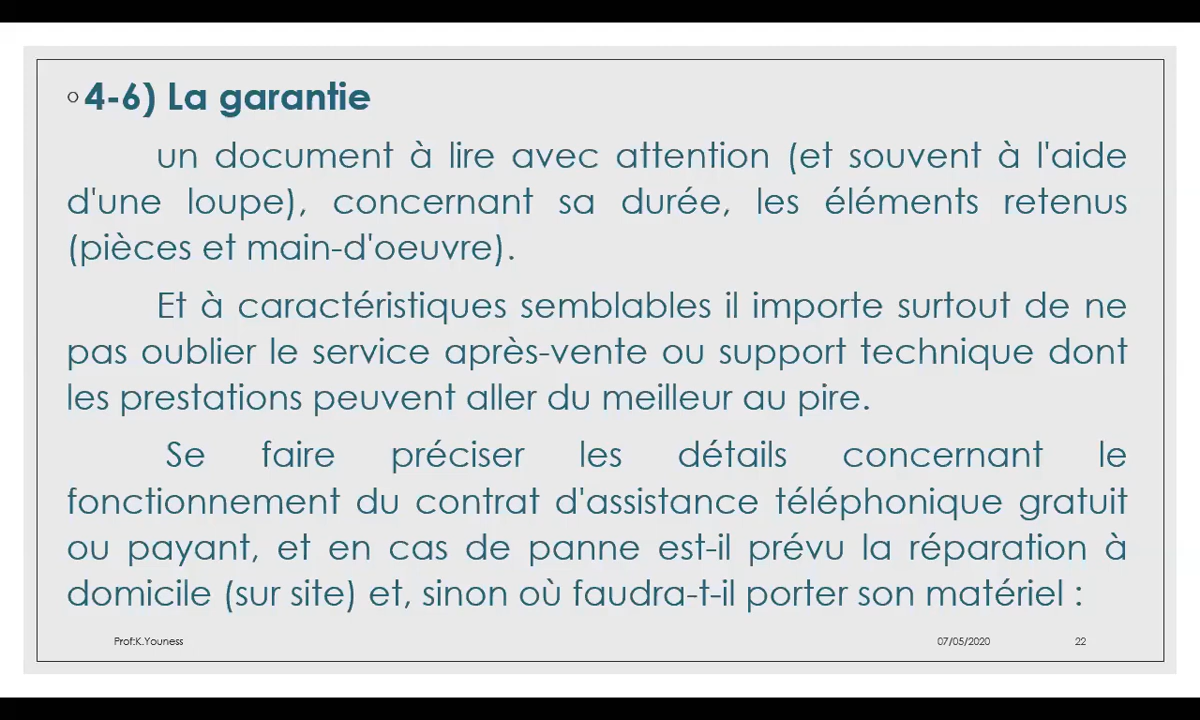 4-6) La garantie
un document à lire avec attention (et souvent à l'aide
d'une loupe), concernant sa durée, les éléments retenus
(pièces et main-d'oeuvre).
Et à caractéristiques semblables il importe surtout de ne
pas oublier le service après-vente ou support technique dont
les prestations peuvent aller du meilleur au pire.
Se faire préciser les détails concernant le
fonctionnement du contrat d'assistance téléphonique gratuit
ou payant, et en cas de panne est-il prévu la réparation à
domicile (sur site) et, sinon où faudra-t-il porter son matériel :
Prof:K.Youness 07/05/2020 22